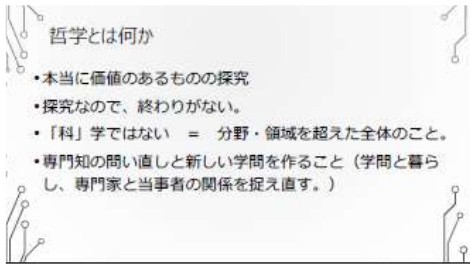 哲学とは何か
•本当に価値のあるものの探究
•探究なので、終わりがない。
•「科」学ではない　＝　分野・領域を超えた全体のこと。
•専門知の問い直しと新しい学問を作ること（学問と暮ら
し、専門家と当事者の関係を捉え直す。）